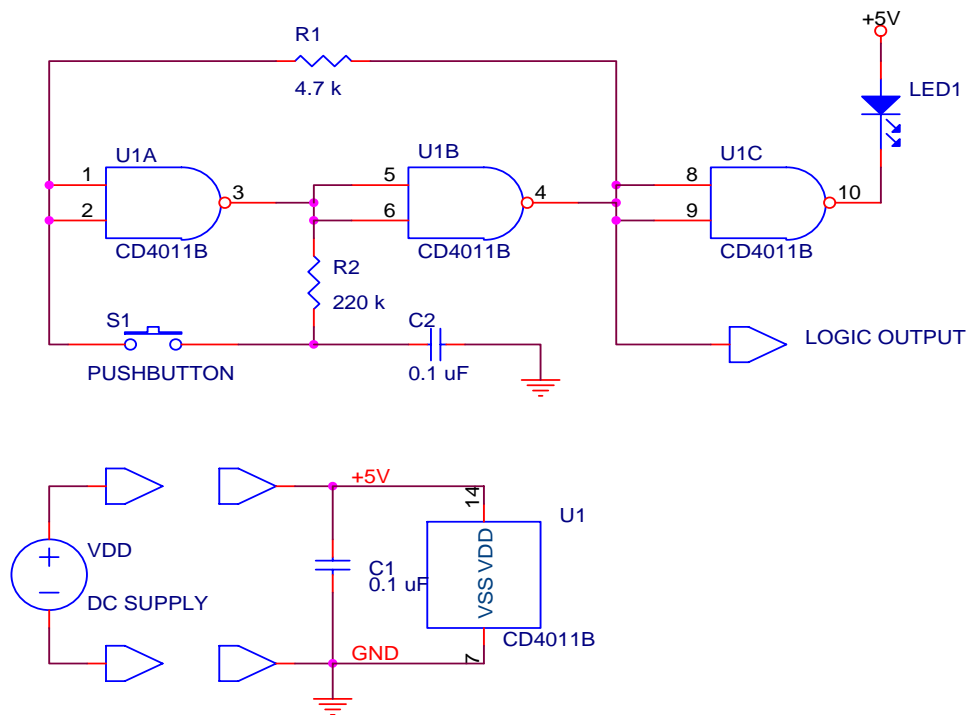 +5V
R1
4.7 k
LED1
U1A
U1B
U1C
1
2
3
5
6
4
8
9
10
CD4011B
CD4011B
CD4011B
R2
220 k
S1
PUSHBUTTON
C2
0.1 uF
LOGIC OUTPUT
+5V
14
U1
VDD
DC SUPPLY
C1
0.1 uF
VSS VDD
CD4011B
GND
7